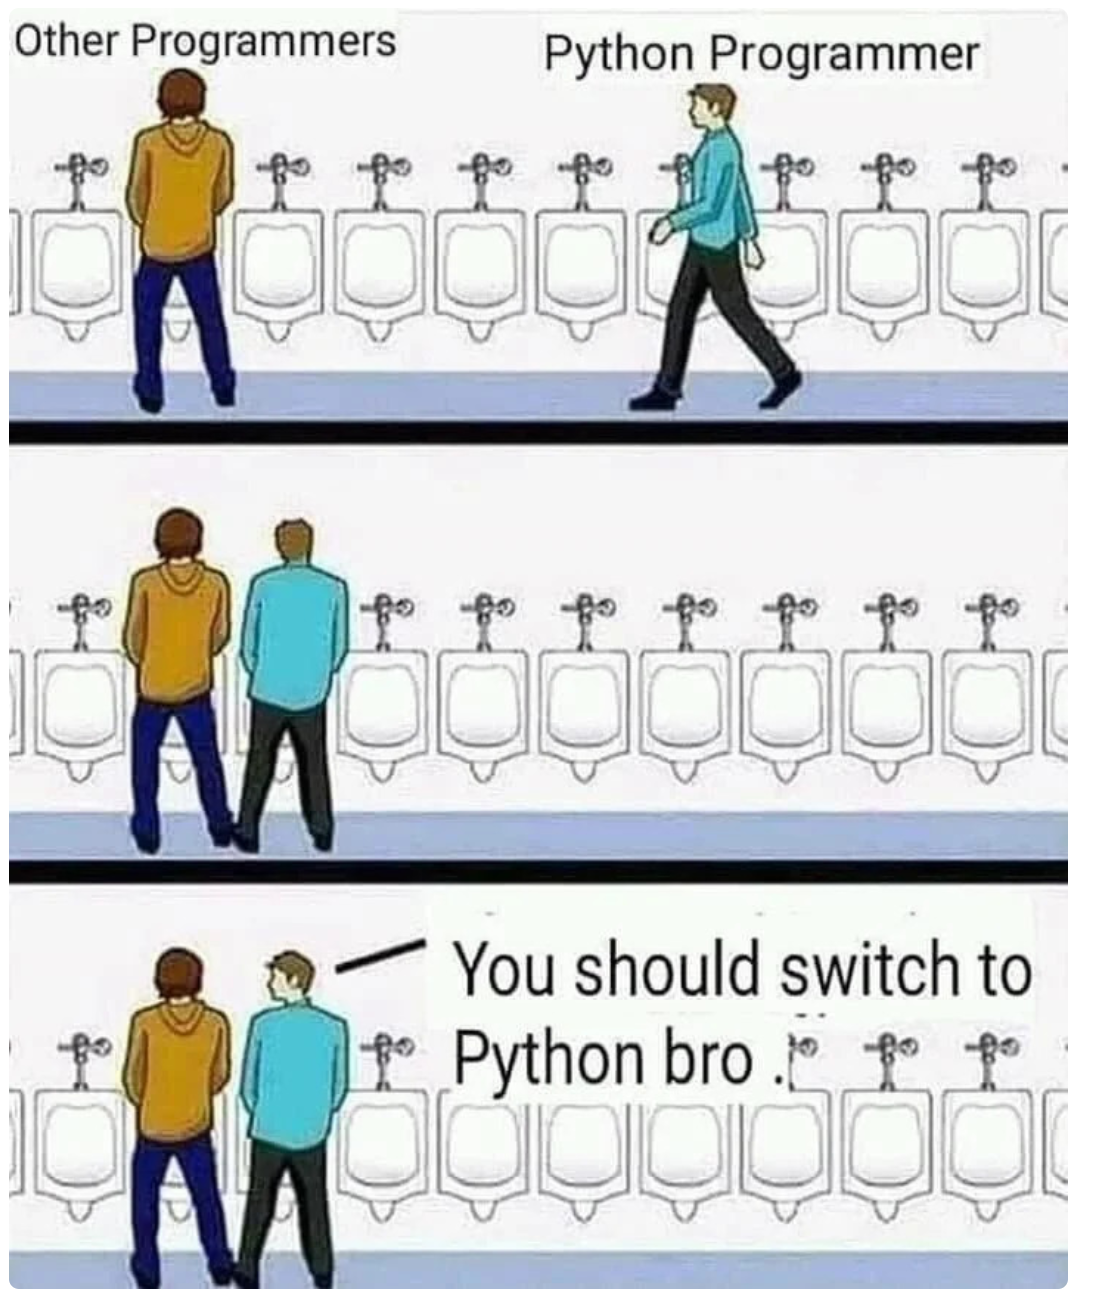 Other Programmers
Python Programmer
You should switch to
Python bro .